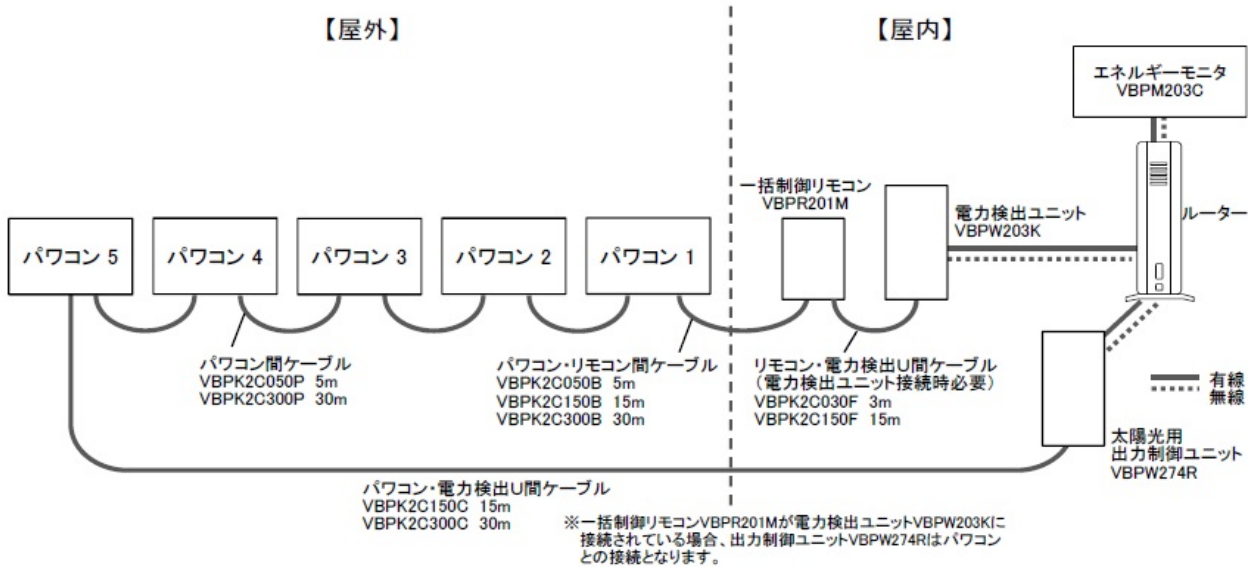 【屋外】
【屋内】
エネルギーモニタ
VBPM203C
一括制御リモコン
VBPR201M
電力検出ユニット
VBPW203K
ルーター
パワコン 5
パワコン 4
パワコン 3
パワコン 2
パワコン 1
パワコン間ケーブル
VBPK2C050P 5m
VBPK2C300P 30m
パワコン・リモコン間ケーブル
VBPK2C050B 5m
VBPK2C150B 15m
VBPK2C300B 30m
リモコン・電力検出U間ケーブル
(電力検出ユニット接続時必要)
VBPK2C030F 3m
VBPK2C150F 15m
有線
無線
太陽光用
出力制御ユニット
VBPW274R
パワコン・電力検出U間ケーブル
VBPK2C150C 15m
VBPK2C300C 30m
※一括制御リモコンVBPR201Mが電力検出ユニットVBPW203Kに
接続されている場合、出力制御ユニットVBPW274Rはパワコン
との接続となります。